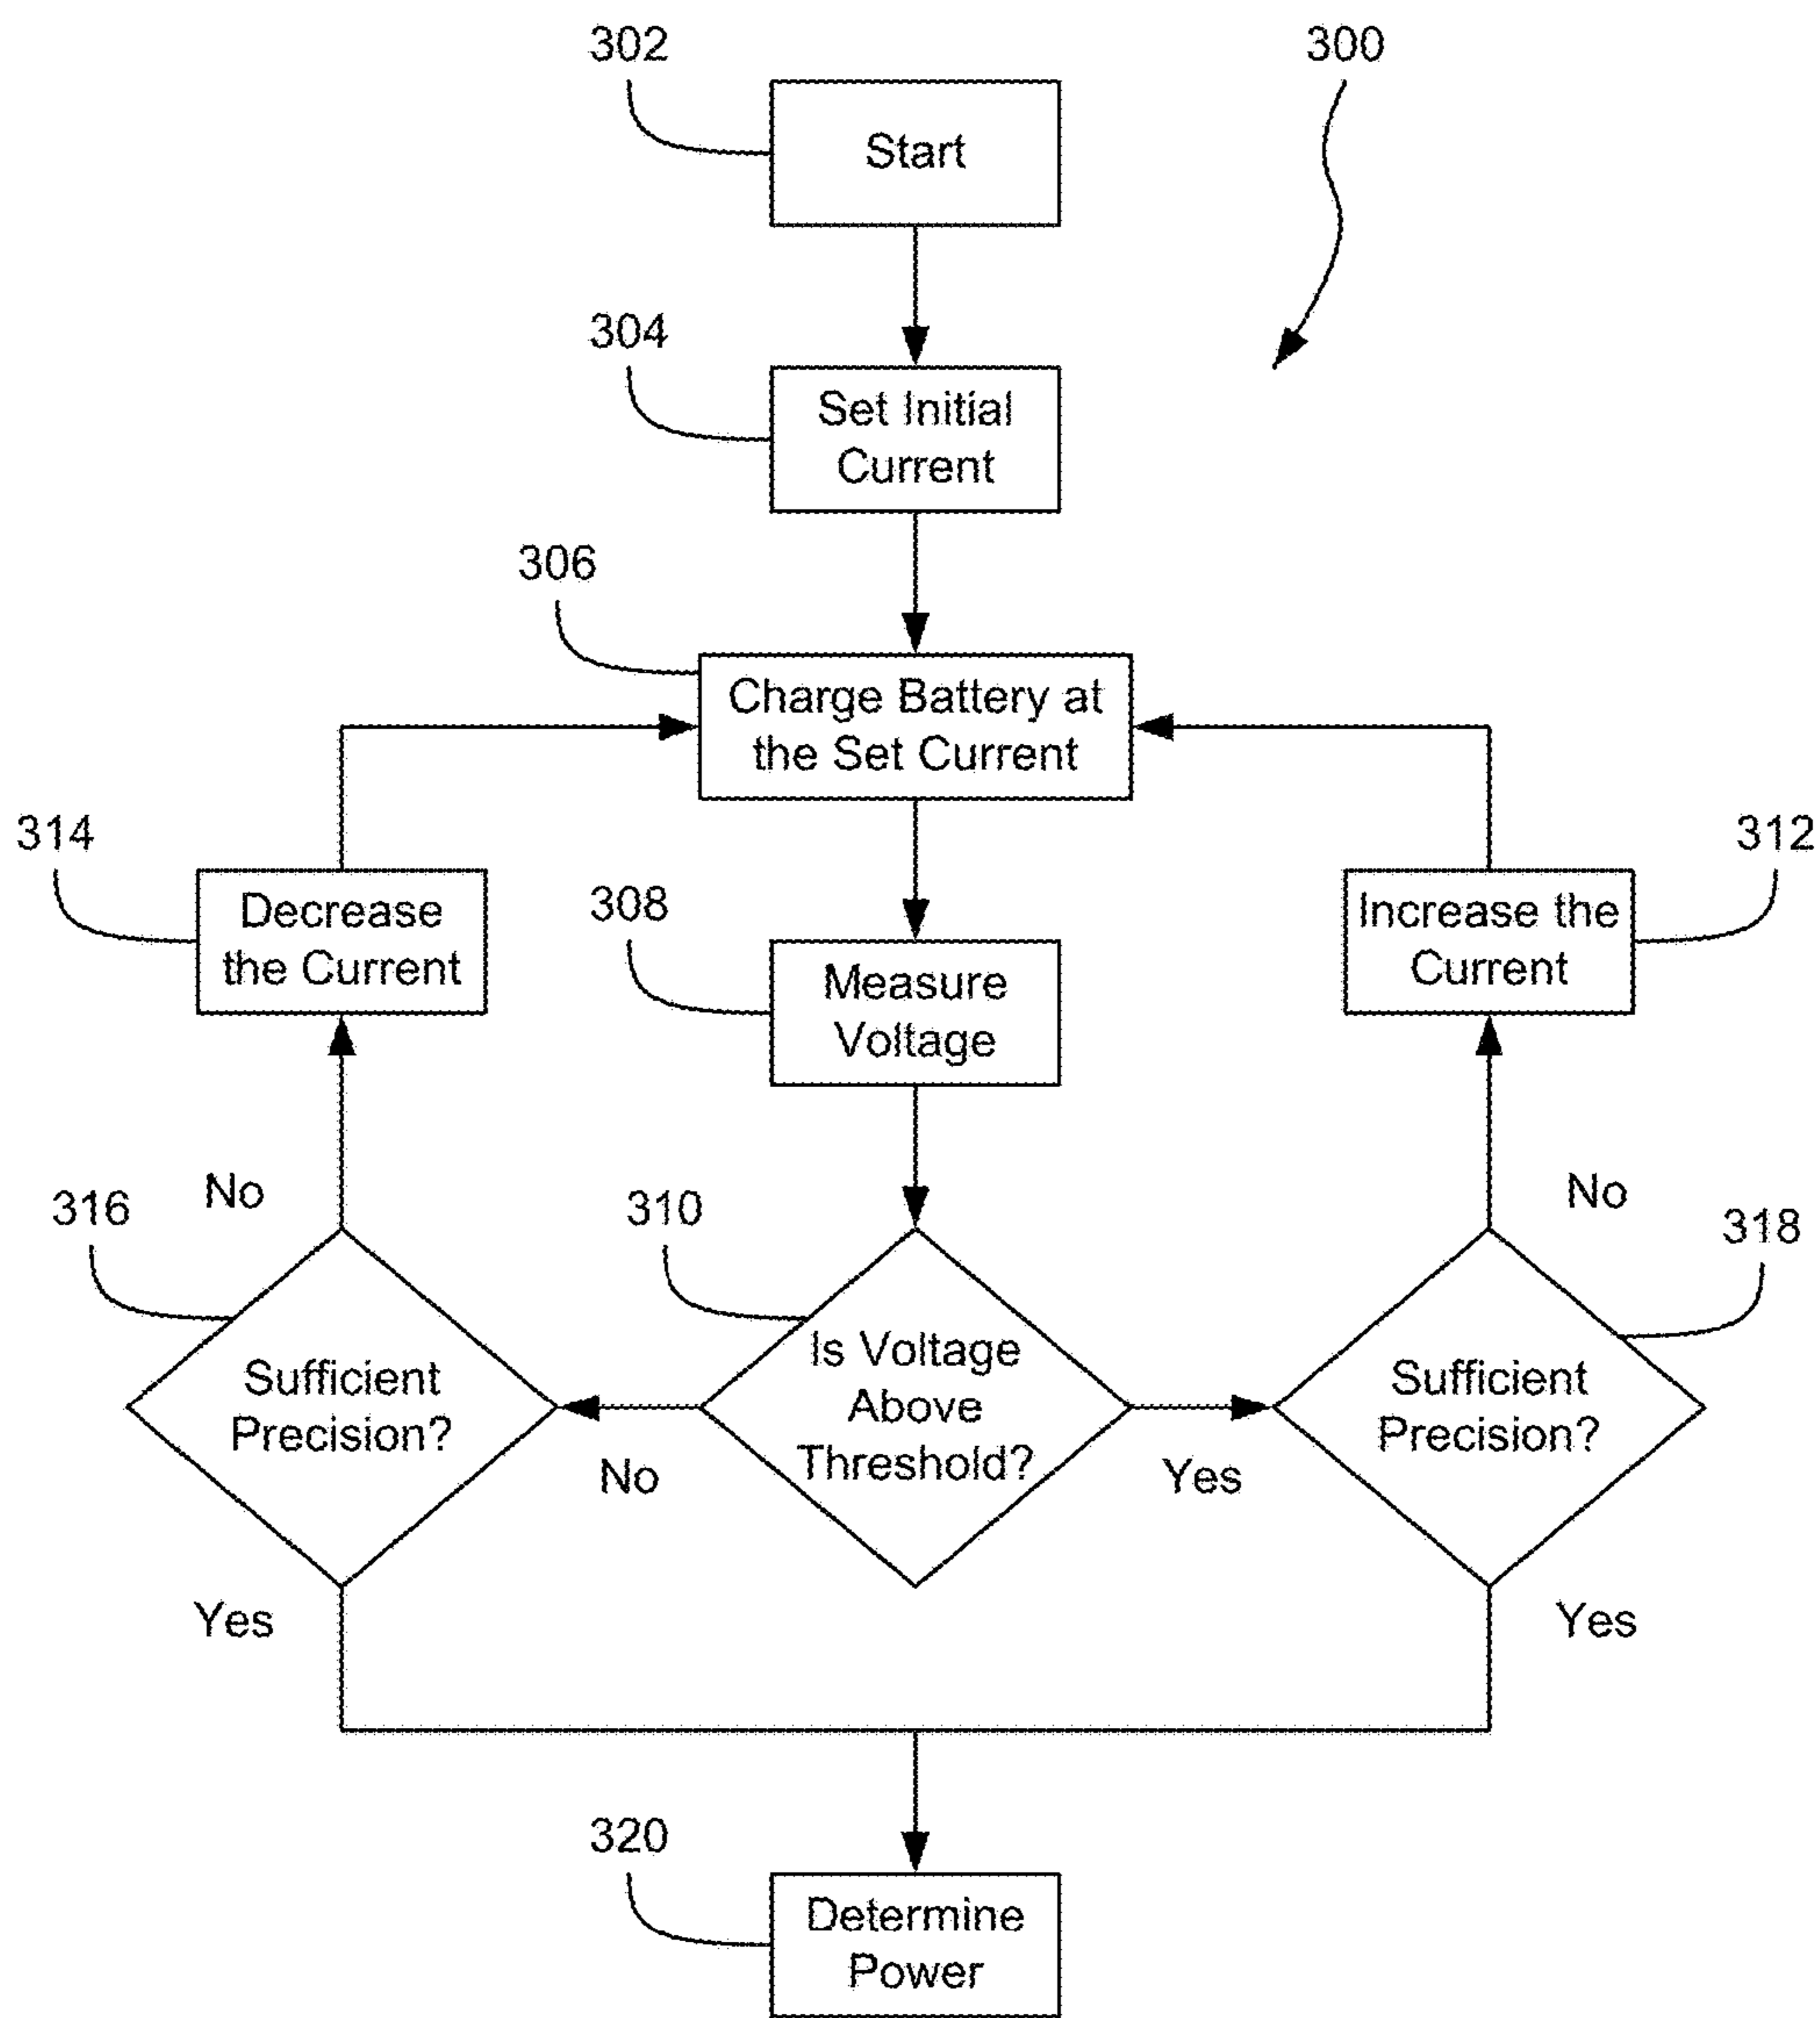 302
300
Start
304
Set Initial
Current
306
Charge Battery at
the Set Current
314
312
Decrease
the Current
308
Increase the
Current
Measure
Voltage
No
316
310
No
318
Sufficient
Precision?
Is Voltage
Above
Threshold?
Sufficient
Precision?
No
Yes
Yes
Yes
320
Determine
Power